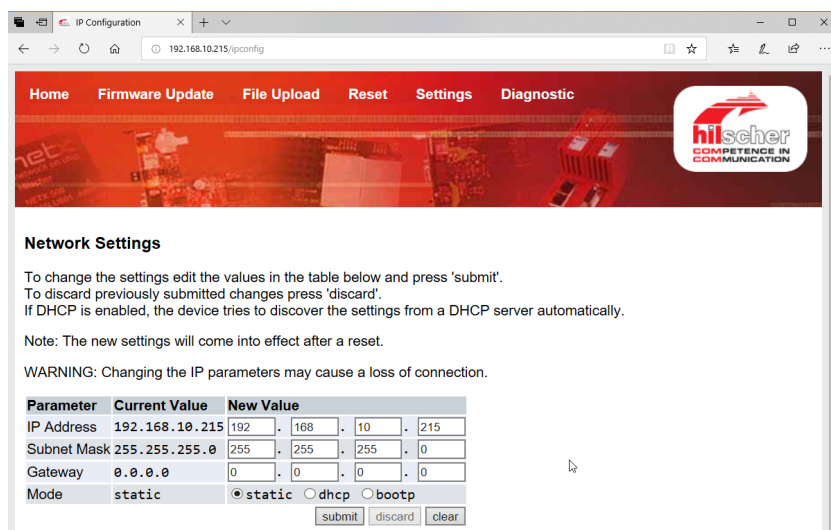 IP Configuration
192.168.10.215/ipconfig
Home Firmware Update File Upload Reset Settings Diagnostic
hilscher
COMPETENCE IN
COMMUNICATION
Network Settings
To change the settings edit the values in the table below and press 'submit'.
To discard previously submitted changes press 'discard'.
If DHCP is enabled, the device tries to discover the settings from a DHCP server automatically.
Note: The new settings will come into effect after a reset.
WARNING: Changing the IP parameters may cause a loss of connection.
Parameter Current Value New Value
IP Address 192.168.10.215 192 . 168 . 10 . 215
Subnet Mask 255.255.255.0 255 . 255 . 255 . 0
Gateway 0.0.0.0 0 . 0 . 0 . 0
Mode static static dhcp bootp
submit discard clear